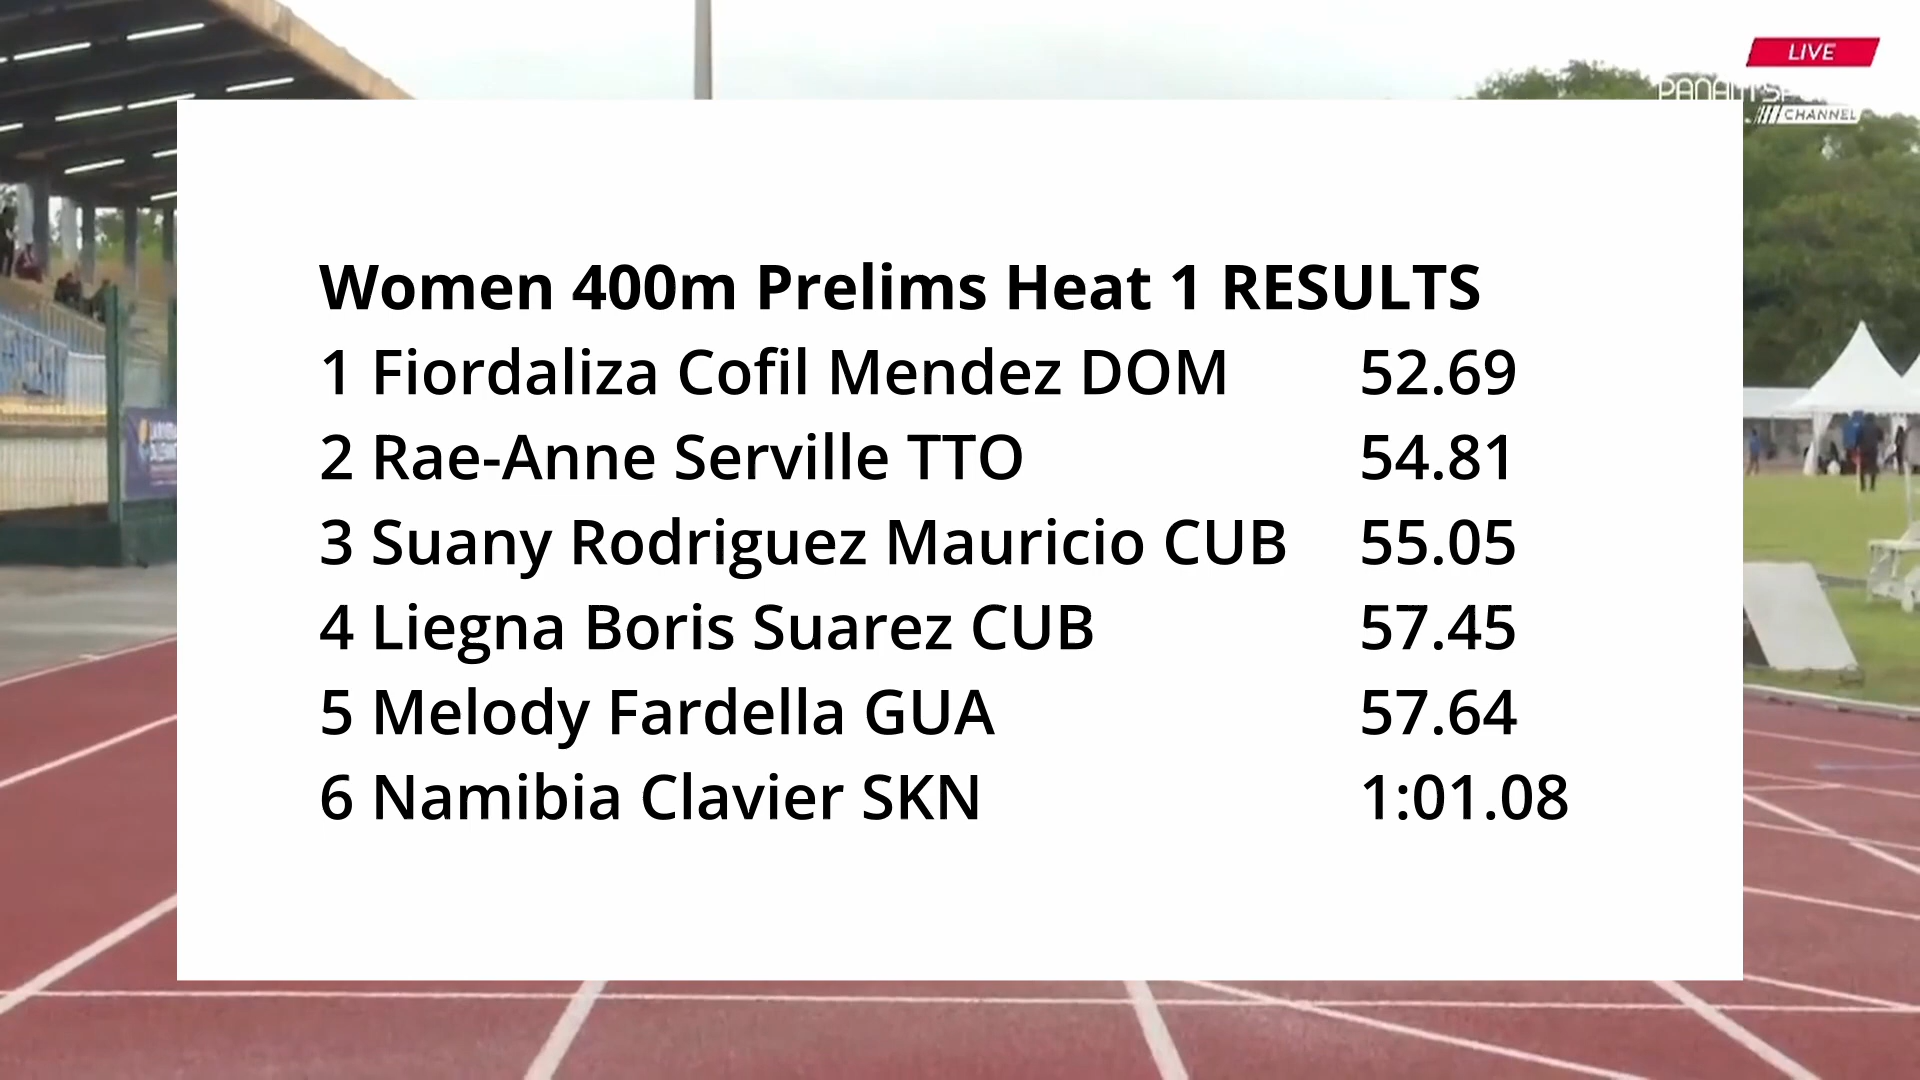 LIVE
CHANNEL
Women 400m Prelims Heat 1 RESULTS
1 Fiordaliza Cofil Mendez DOM 52.69
2 Rae-Anne Serville TTO 54.81
3 Suany Rodriguez Mauricio CUB 55.05
4 Liegna Boris Suarez CUB 57.45
5 Melody Fardella GUA 57.64
6 Namibia Clavier SKN 1:01.08